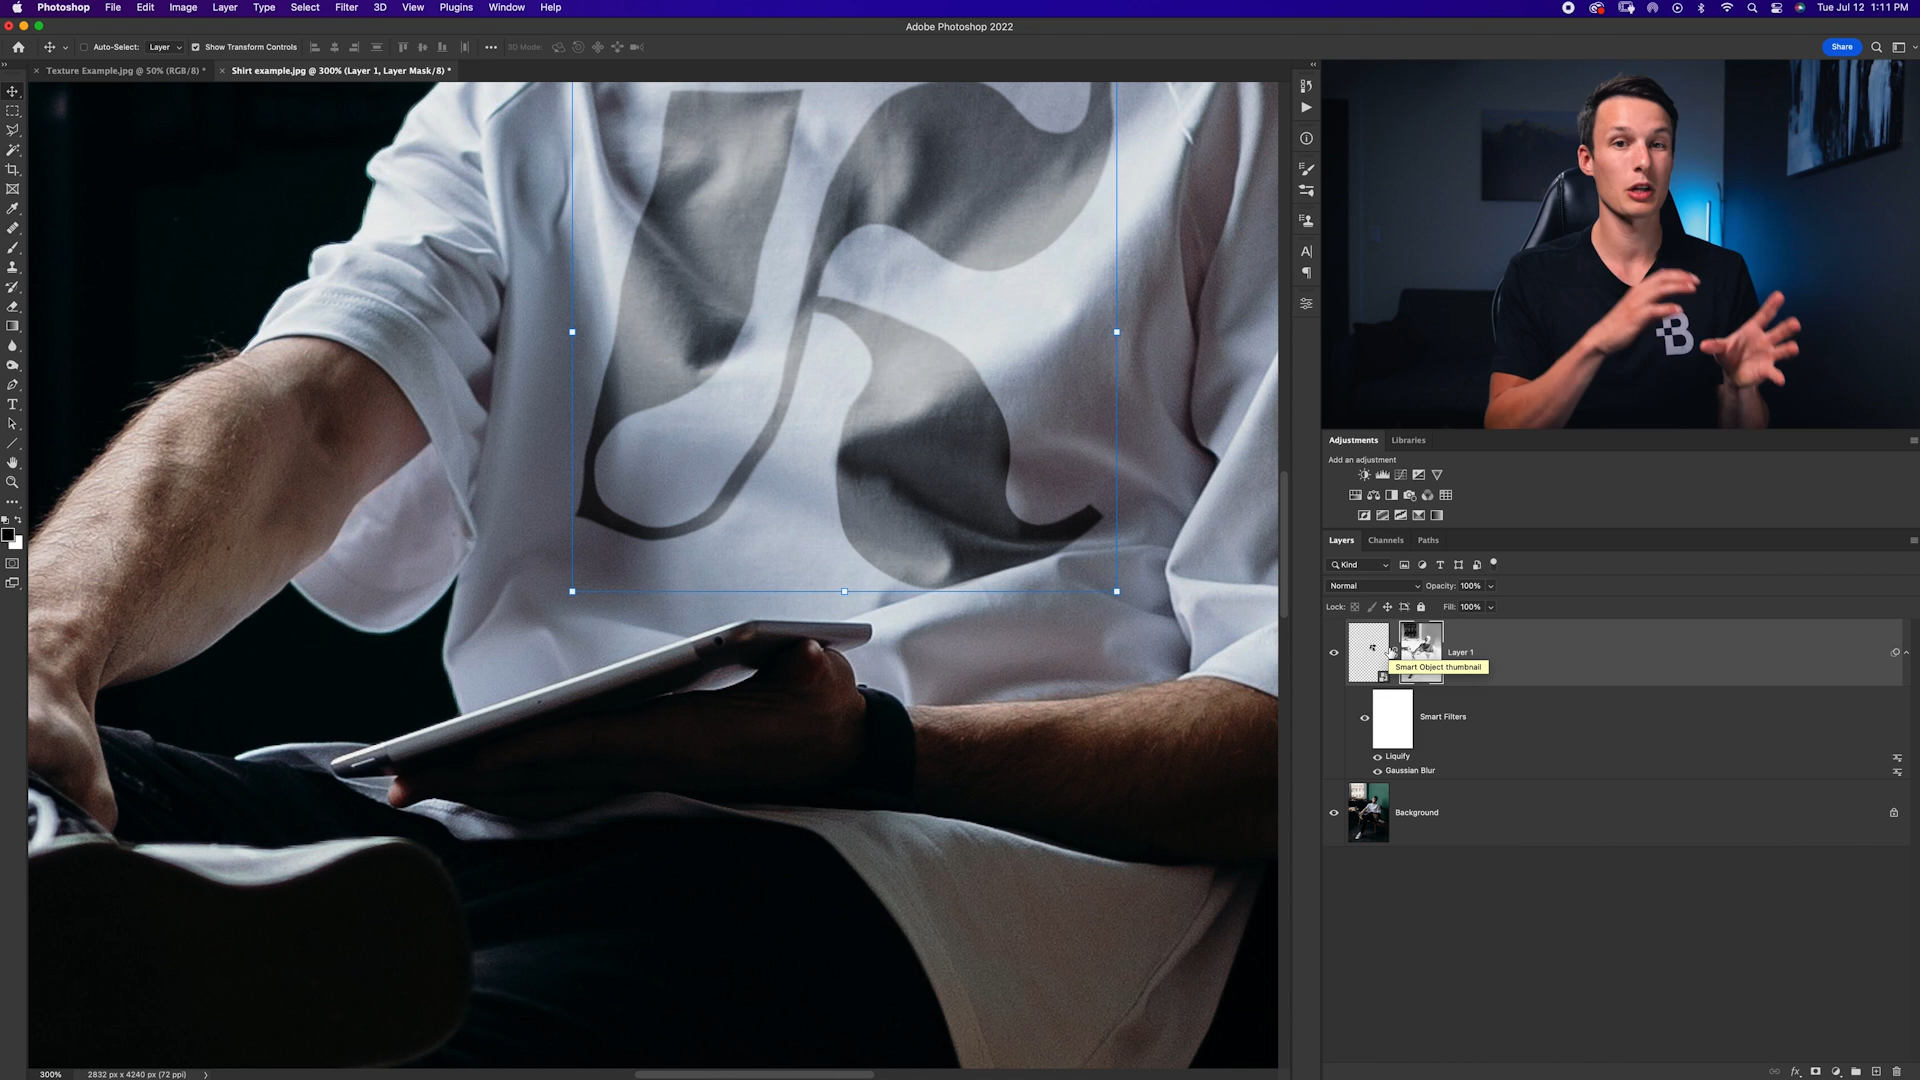 Photoshop File Edit Image Layer Type Select Filter 3D View Plugins Window Help Tue Jul 12 1:11 PM
Adobe Photoshop 2022
Auto-Select: Layer Show Transform Controls 3D Mode: Share
Texture Example.jpg @ 50% (RGB/8) * Shirt example.jpg @ 300% (Layer 1, Layer Mask/8) *
B
Adjustments Libraries
Add an adjustment
Layers Channels Paths
Kind
Normal Opacity: 100%
Lock: Fill: 100%
Layer 1
Smart Object thumbnail
Smart Filters
Liquify
Gaussian Blur
Background
fx
300% 2832 px x 4240 px (72 ppi)